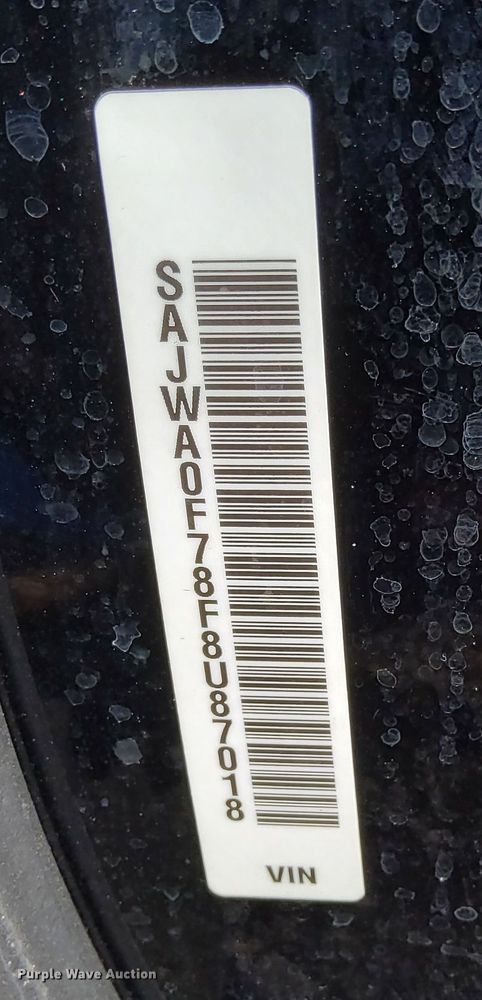 SAJWA0F78F8U87018
VIN
Purple Wave Auction